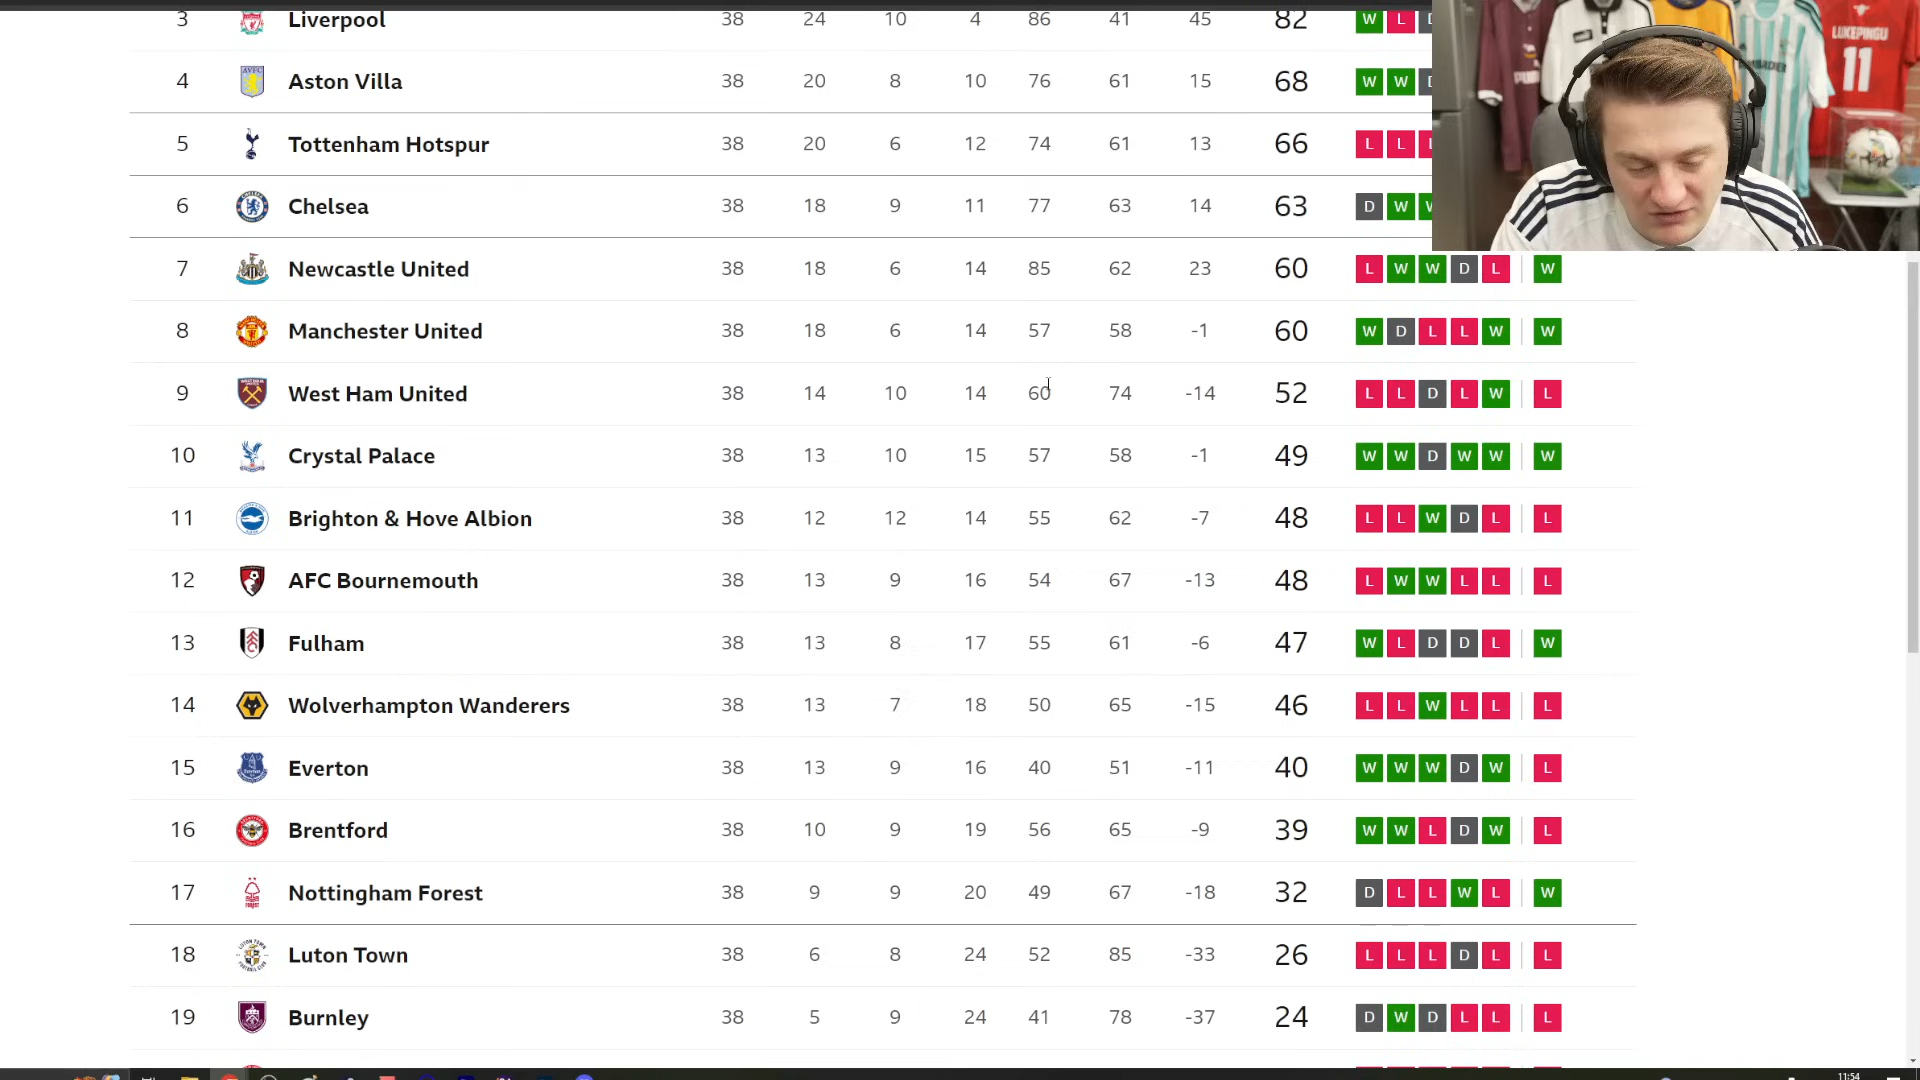 3 Liverpool 38 24 10 4 86 41 45 82 W L
4 Aston Villa 38 20 8 10 76 61 15 68 W W
5 Tottenham Hotspur 38 20 6 12 74 61 13 66 L L L
6 Chelsea 38 18 9 11 77 63 14 63 D W W
7 Newcastle United 38 18 6 14 85 62 23 60 L W W D L W
8 Manchester United 38 18 6 14 57 58 -1 60 W D L L W W
9 West Ham United 38 14 10 14 60 74 -14 52 L L D L W L
10 Crystal Palace 38 13 10 15 57 58 -1 49 W W D W W W
11 Brighton & Hove Albion 38 12 12 14 55 62 -7 48 L L W D L L
12 AFC Bournemouth 38 13 9 16 54 67 -13 48 L W W L L L
13 Fulham 38 13 8 17 55 61 -6 47 W L D D L W
14 Wolverhampton Wanderers 38 13 7 18 50 65 -15 46 L L W L L L
15 Everton 38 13 9 16 40 51 -11 40 W W W D W L
16 Brentford 38 10 9 19 56 65 -9 39 W W L D W L
17 Nottingham Forest 38 9 9 20 49 67 -18 32 D L L W L W
18 Luton Town 38 6 8 24 52 85 -33 26 L L L D L L
19 Burnley 38 5 9 24 41 78 -37 24 D W D L L L
LUKEPINGU
11
11:54